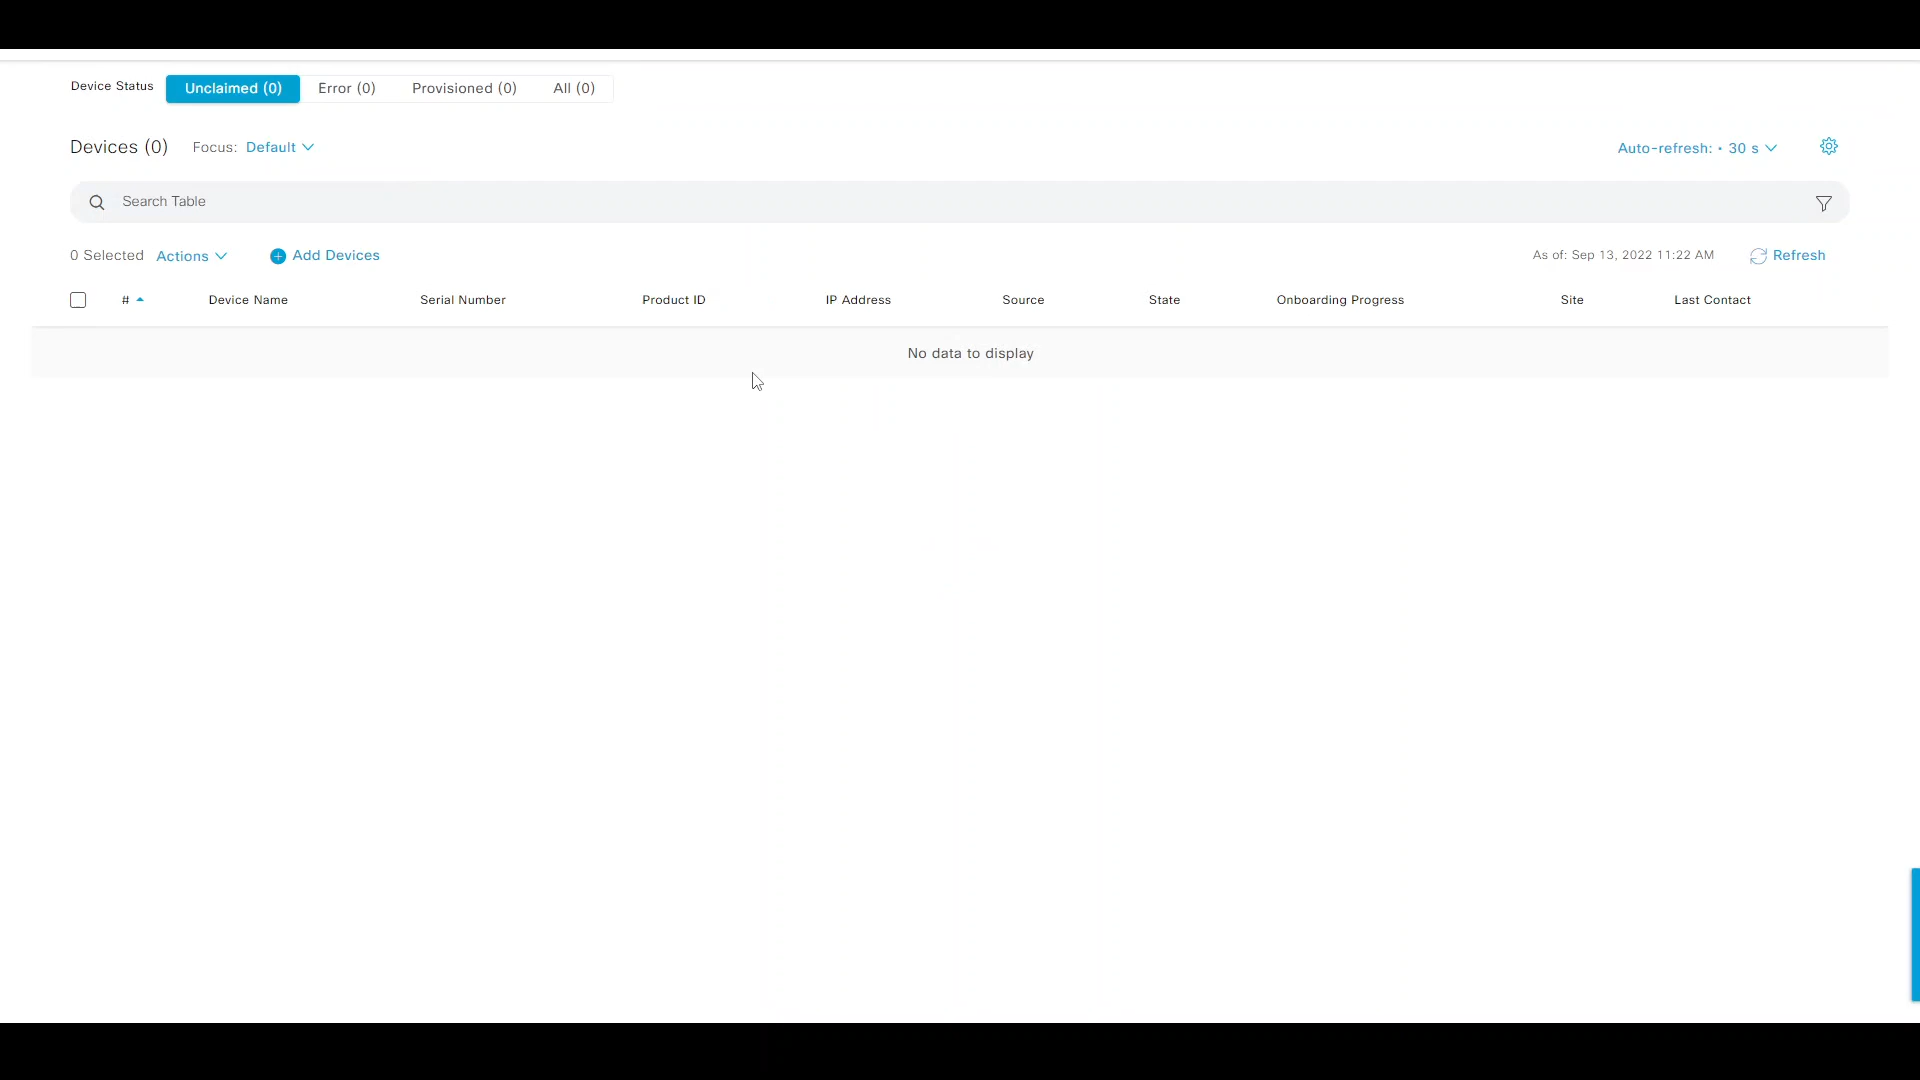 Device Status Unclaimed (0) Error (0) Provisioned (0) All (0)
Devices (0) Focus: Default Auto-refresh: • 30 s
Search Table
0 Selected Actions Add Devices As of: Sep 13, 2022 11:22 AM Refresh
# Device Name Serial Number Product ID IP Address Source State Onboarding Progress Site Last Contact
No data to display